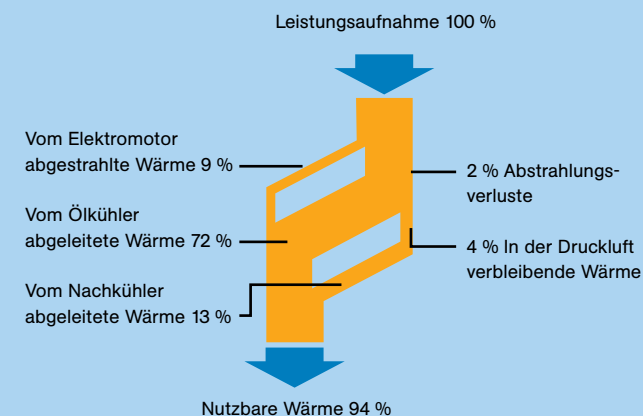 Leistungsaufnahme 100 %
Vom Elektromotor
abgestrahlte Wärme 9 %
Vom Ölkühler
abgeleitete Wärme 72 %
Vom Nachkühler
abgeleitete Wärme 13 %
2 % Abstrahlungs-
verluste
4 % In der Druckluft
verbleibende Wärme
Nutzbare Wärme 94 %